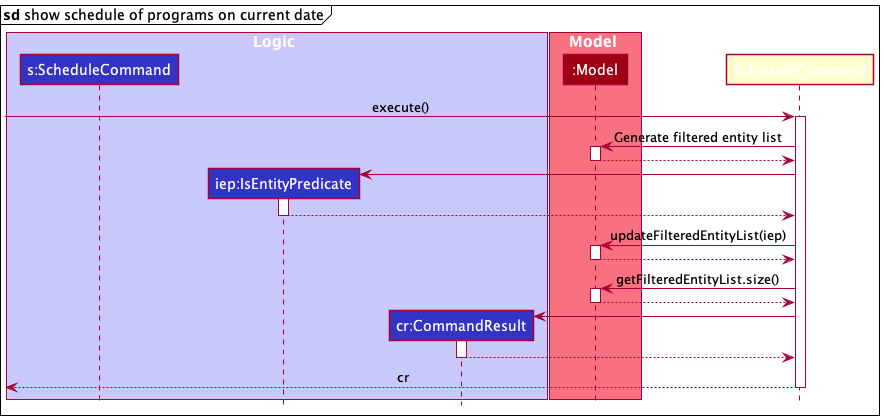 sd show schedule of programs on current date
Logic
Model
s:ScheduleCommand
:Model
ScheduleCommand
execute()
Generate filtered entity list
iep:IsEntityPredicate
updateFilteredEntityList(iep)
getFilteredEntityList.size()
cr:CommandResult
cr